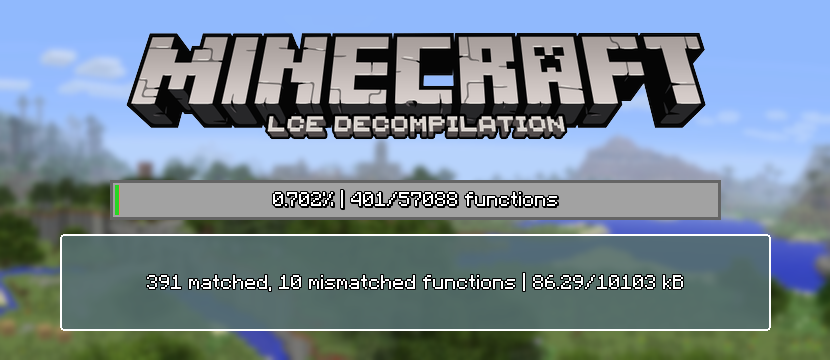 MINECRAFT
LCE DECOMPILATION
0.702% | 401/57088 functions
391 matched, 10 mismatched functions | 86.29/10103 kB